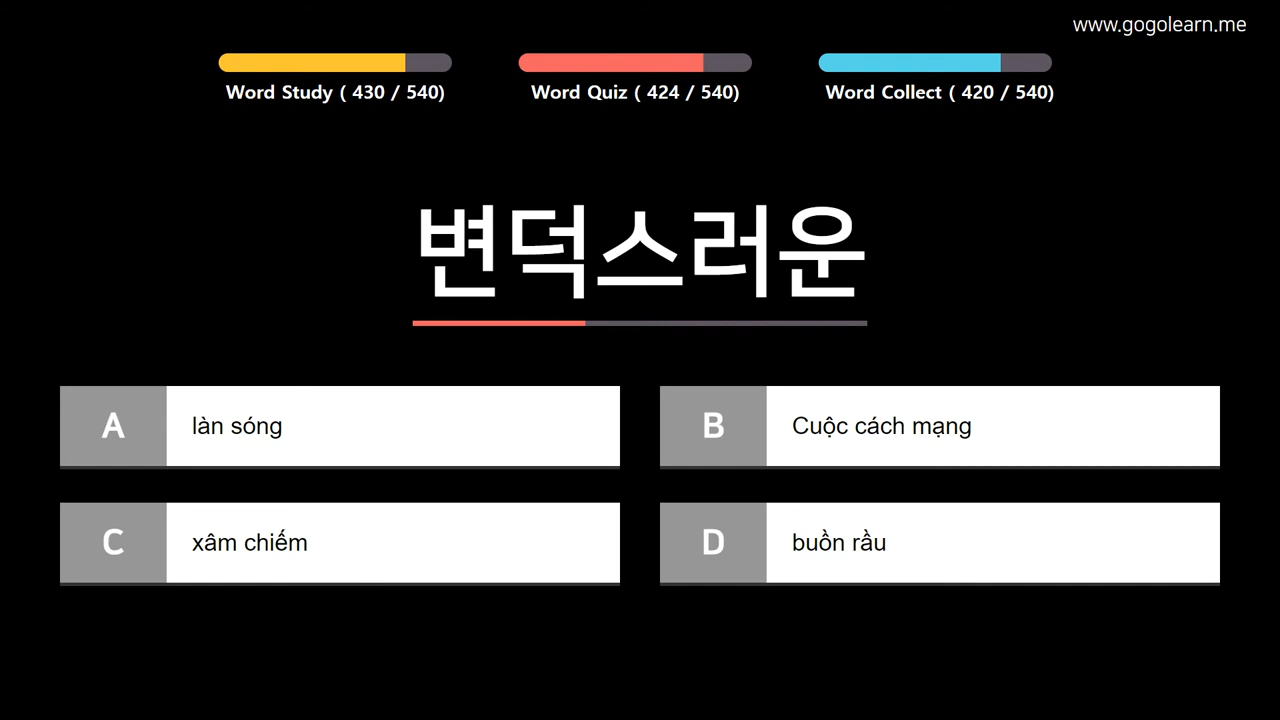 www.gogolearn.me
Word Study ( 430 / 540)
Word Quiz ( 424 / 540)
Word Collect ( 420 / 540)
변덕스러운
A làn sóng
B Cuộc cách mạng
C xâm chiếm
D buồn rầu